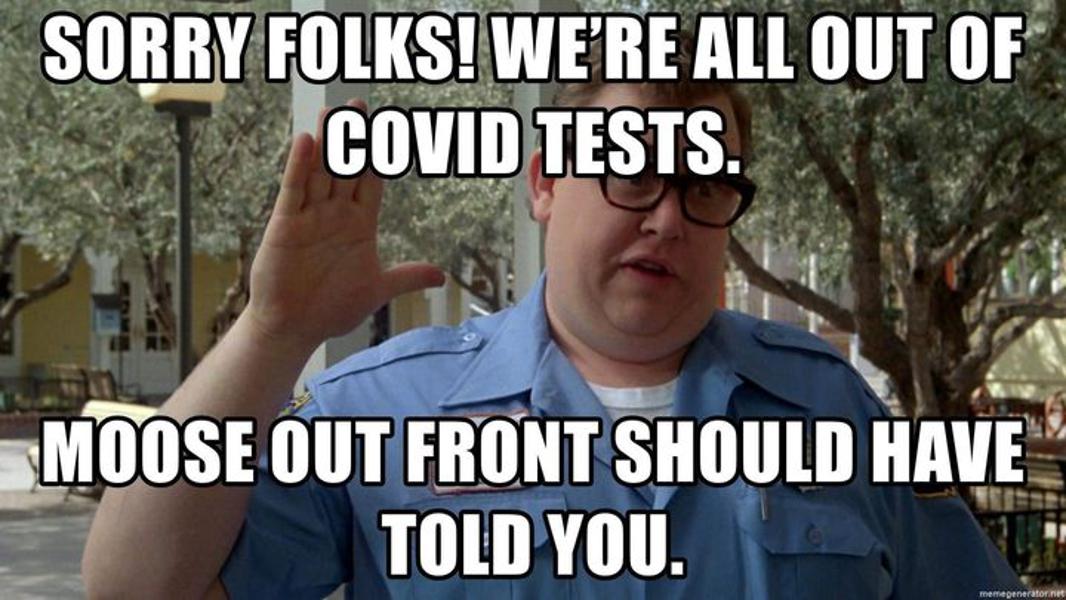 SORRY FOLKS! WE'RE ALL OUT OF
COVID TESTS.
MOOSE OUT FRONT SHOULD HAVE
TOLD YOU.
memegenerator.net